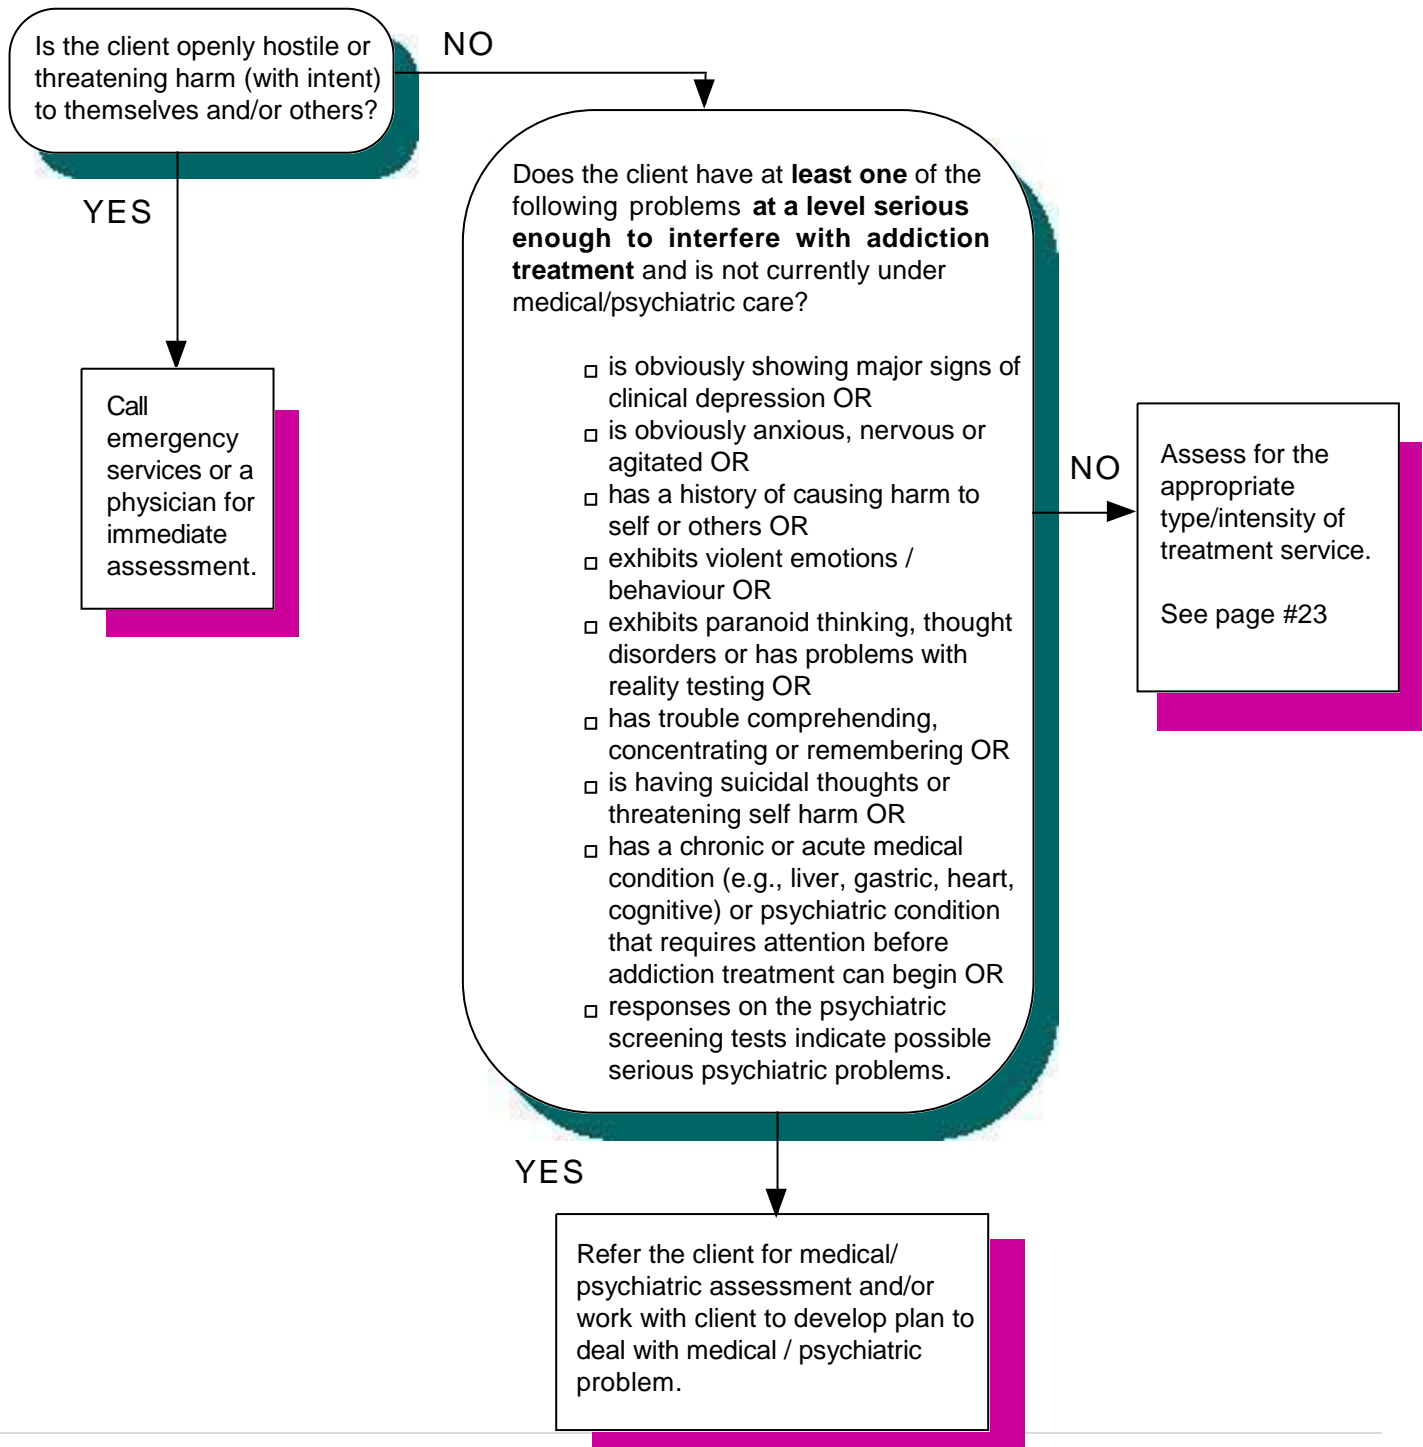 Is the client openly hostile or
threatening harm (with intent)
to themselves and/or others?
NO
YES
Call
emergency
services or a
physician for
immediate
assessment.
Does the client have at least one of the
following problems at a level serious
enough to interfere with addiction
treatment and is not currently under
medical/psychiatric care?
is obviously showing major signs of
clinical depression OR
is obviously anxious, nervous or
agitated OR
has a history of causing harm to
self or others OR
exhibits violent emotions /
behaviour OR
exhibits paranoid thinking, thought
disorders or has problems with
reality testing OR
has trouble comprehending,
concentrating or remembering OR
is having suicidal thoughts or
threatening self harm OR
has a chronic or acute medical
condition (e.g., liver, gastric, heart,
cognitive) or psychiatric condition
that requires attention before
addiction treatment can begin OR
responses on the psychiatric
screening tests indicate possible
serious psychiatric problems.
NO
Assess for the
appropriate
type/intensity of
treatment service.
See page #23
YES
Refer the client for medical/
psychiatric assessment and/or
work with client to develop plan to
deal with medical / psychiatric
problem.